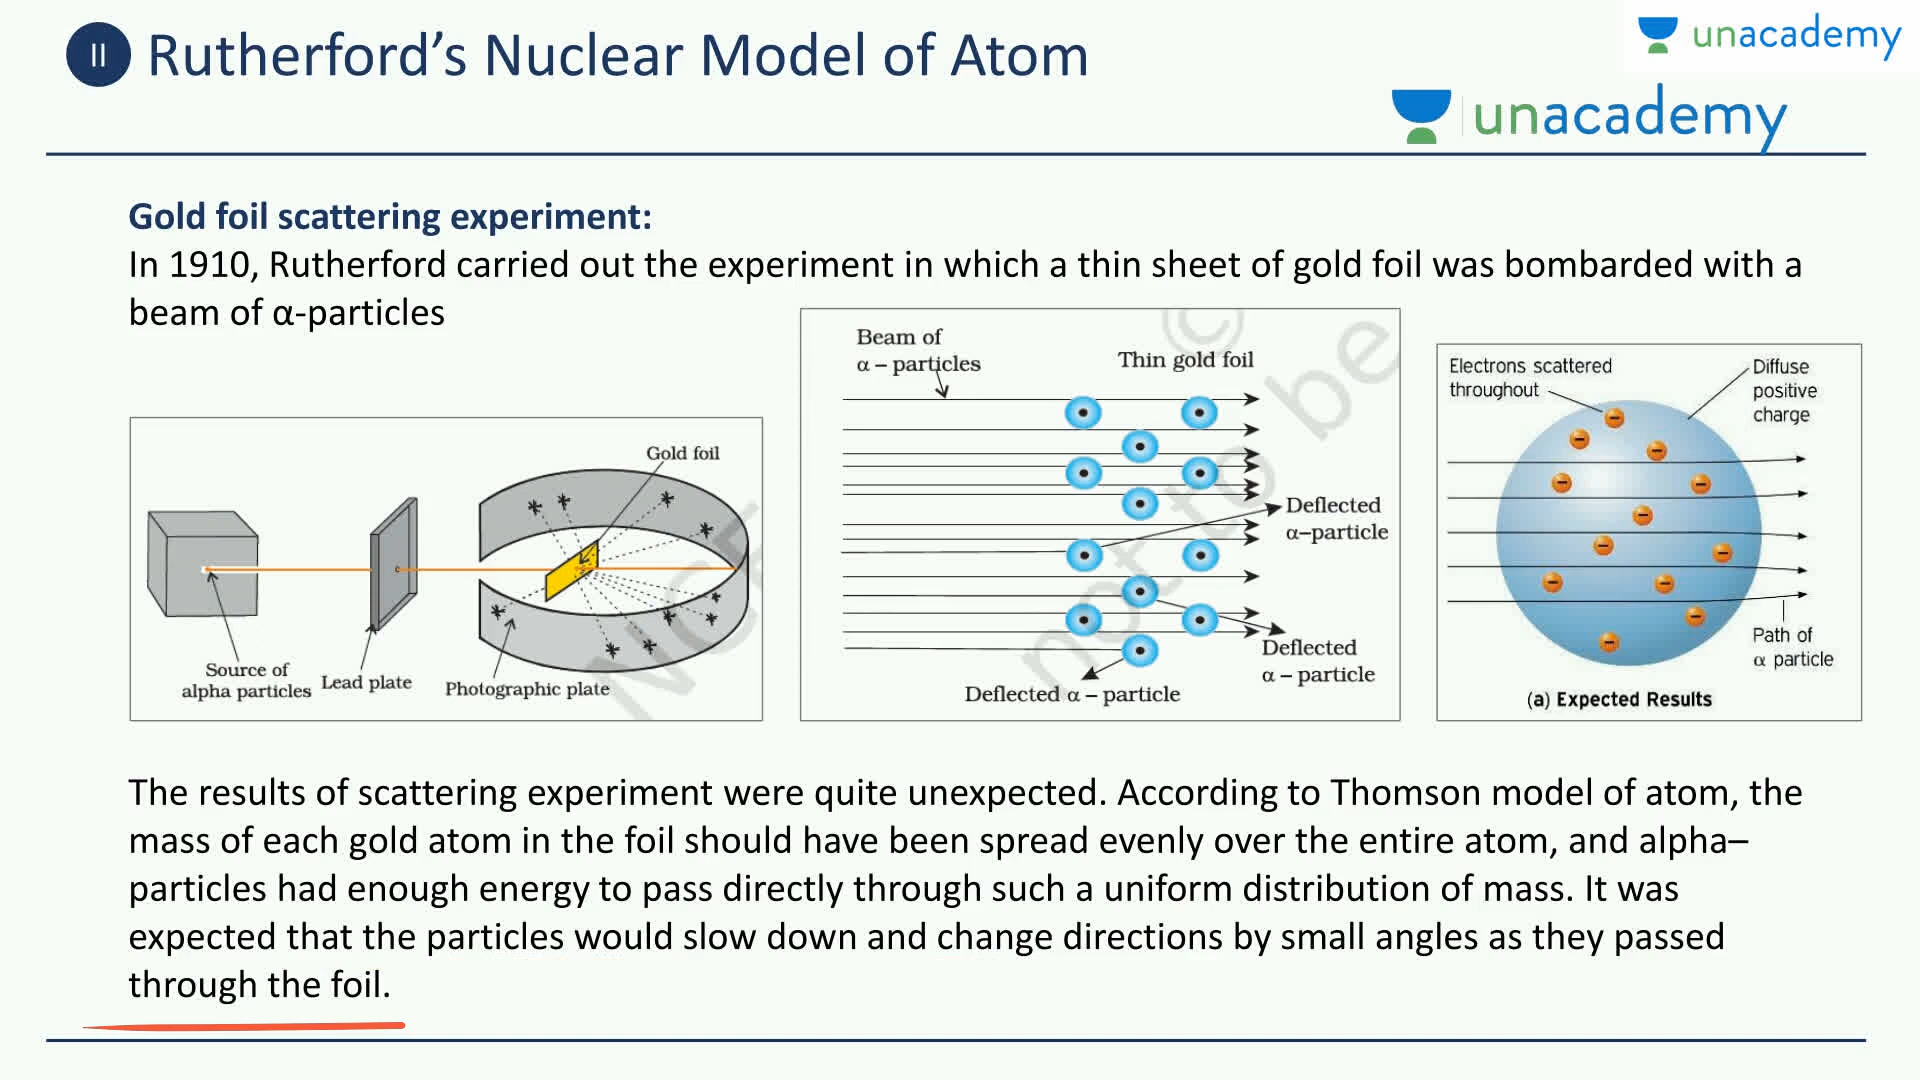 II Rutherford’s Nuclear Model of Atom
unacademy
unacademy
Gold foil scattering experiment:
In 1910, Rutherford carried out the experiment in which a thin sheet of gold foil was bombarded with a
beam of α-particles
Gold foil
Source of
alpha particles
Lead plate
Photographic plate
Beam of
α – particles
Thin gold foil
Deflected
α–particle
Deflected
α – particle
Deflected α – particle
©
not to be
Electrons scattered
throughout
Diffuse
positive
charge
Path of
α particle
(a) Expected Results
The results of scattering experiment were quite unexpected. According to Thomson model of atom, the
mass of each gold atom in the foil should have been spread evenly over the entire atom, and alpha–
particles had enough energy to pass directly through such a uniform distribution of mass. It was
expected that the particles would slow down and change directions by small angles as they passed
through the foil.